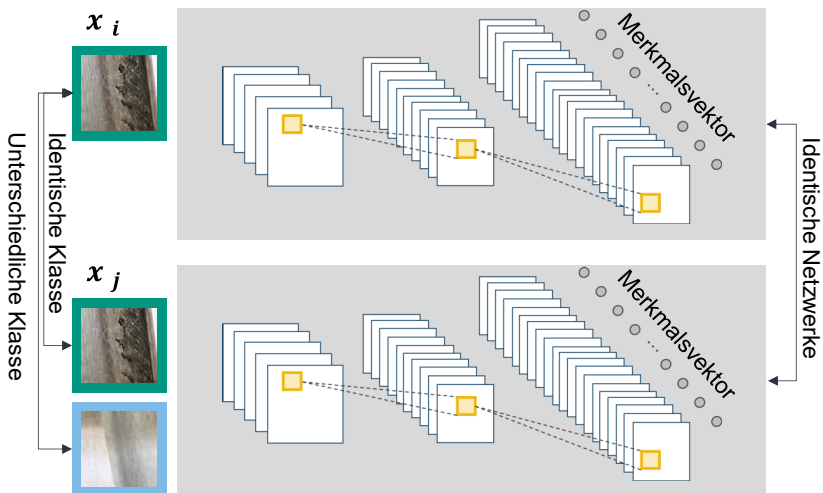 x i
Merkmalsvektor
...
Identische Klasse
Unterschiedliche Klasse
Identische Netzwerke
x j
Merkmalsvektor
...